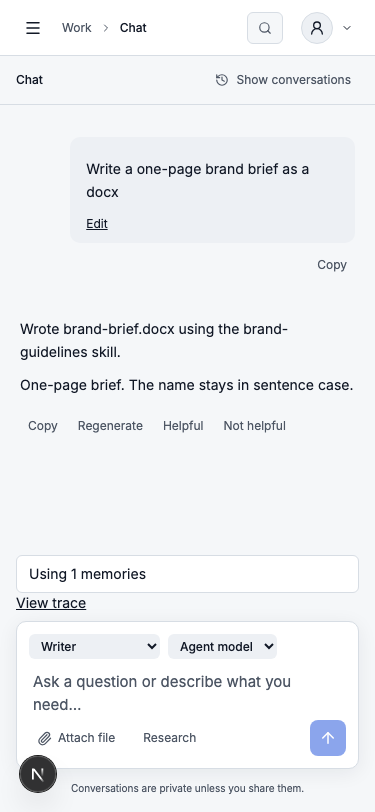 Work > Chat
Chat
Show conversations
Write a one-page brand brief as a
docx
Edit
Copy
Wrote brand-brief.docx using the brand-
guidelines skill.
One-page brief. The name stays in sentence case.
Copy Regenerate Helpful Not helpful
Using 1 memories
View trace
Writer Agent model
Ask a question or describe what you
need...
Attach file Research
N
Conversations are private unless you share them.